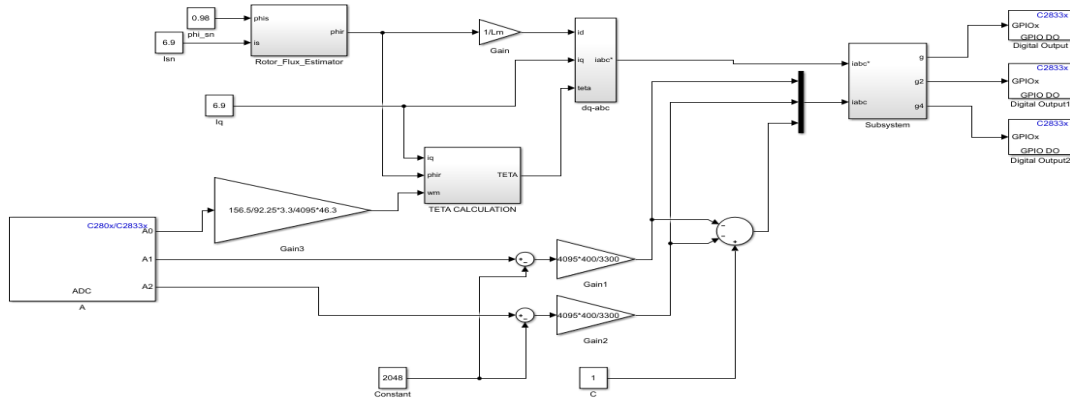 0.98
phi_sn
6.9
Isn
phis
is
phir
Rotor_Flux_Estimator
1/Lm
Gain
id
iq
teta
iabc*
dq-abc
6.9
Iq
iq
phir
wm
TETA
TETA CALCULATION
156.5/92.25*3.3/4095*46.3
Gain3
C280x/C2833x
A0
A1
A2
ADC
A
4095*400/3300
Gain1
4095*400/3300
Gain2
2048
Constant
1
C
iabc*
iabc
g
g2
g4
Subsystem
C2833x
GPIOx
GPIO DO
Digital Output
C2833x
GPIOx
GPIO DO
Digital Output1
C2833x
GPIOx
GPIO DO
Digital Output2